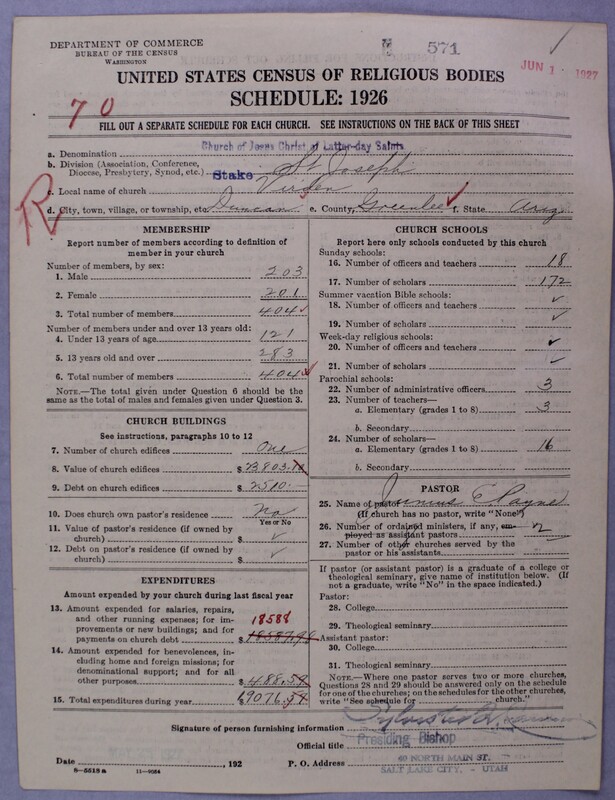 DEPARTMENT OF COMMERCE
BUREAU OF THE CENSUS
WASHINGTON
571
JUN 1 1927
UNITED STATES CENSUS OF RELIGIOUS BODIES
SCHEDULE: 1926
70
FILL OUT A SEPARATE SCHEDULE FOR EACH CHURCH. SEE INSTRUCTIONS ON THE BACK OF THIS SHEET
a. Denomination Church of Jesus Christ of Latter-day Saints
b. Division (Association, Conference,
Diocese, Presbytery, Synod, etc.) Stake St Joseph
c. Local name of church Virden
R
d. City, town, village, or township, etc. Duncan e. County, Greenlee f. State Ariz
MEMBERSHIP
Report number of members according to definition of
member in your church
Number of members, by sex:
1. Male 203
2. Female 201
3. Total number of members 404
Number of members under and over 13 years old:
4. Under 13 years of age 121
5. 13 years old and over 283
6. Total number of members 404
NOTE.—The total given under Question 6 should be the
same as the total of males and females given under Question 3.
CHURCH BUILDINGS
See instructions, paragraphs 10 to 12
7. Number of church edifices One
8. Value of church edifices $ 23803.
9. Debt on church edifices $ 2510.
10. Does church own pastor's residence? No
Yes or No
11. Value of pastor's residence (if owned by
church) $ ✓
12. Debt on pastor's residence (if owned by
church) $ ✓
EXPENDITURES
Amount expended by your church during last fiscal year
13. Amount expended for salaries, repairs,
and other running expenses; for im-
provements or new buildings; and for
payments on church debt $ 18587.99
18588
14. Amount expended for benevolences, in-
cluding home and foreign missions; for
denominational support; and for all
other purposes $ 488.
15. Total expenditures during year $ 19076.
CHURCH SCHOOLS
Report here only schools conducted by this church
Sunday schools:
16. Number of officers and teachers 18
17. Number of scholars 172
Summer vacation Bible schools:
18. Number of officers and teachers ✓
19. Number of scholars ✓
Week-day religious schools:
20. Number of officers and teachers ✓
21. Number of scholars ✓
Parochial schools:
22. Number of administrative officers 3
23. Number of teachers—
a. Elementary (grades 1 to 8) 3
b. Secondary
24. Number of scholars—
a. Elementary (grades 1 to 8) 16
b. Secondary
PASTOR
25. Name of pastor Junius E Payne
(If church has no pastor, write "None")
26. Number of ordained ministers, if any, em-
ployed as assistant pastors 2
27. Number of other churches served by the
pastor or his assistants
If pastor (or assistant pastor) is a graduate of a college or
theological seminary, give name of institution below. (If
not a graduate, write "No" in the space indicated.)
Pastor:
28. College
29. Theological seminary
Assistant pastor:
30. College
31. Theological seminary
NOTE.—Where one pastor serves two or more churches,
Questions 28 and 29 should be answered only on the schedule
for one of the churches; on the schedules for the other churches,
write "See schedule for church."
Signature of person furnishing information Sylvester Q. Cannon
Official title Presiding Bishop
Date , 192 P. O. Address 40 NORTH MAIN ST.
SALT LAKE CITY, - UTAH
8—5518a 11—9084